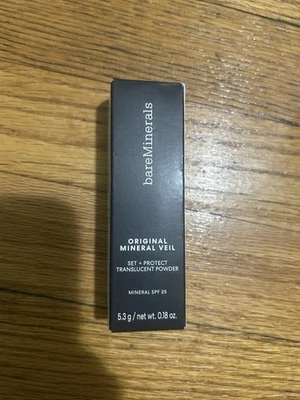 bareMinerals
ORIGINAL
MINERAL VEIL
SET + PROTECT
TRANSLUCENT POWDER
MINERAL SPF 25
5.3 g / net wt. 0.18 oz.